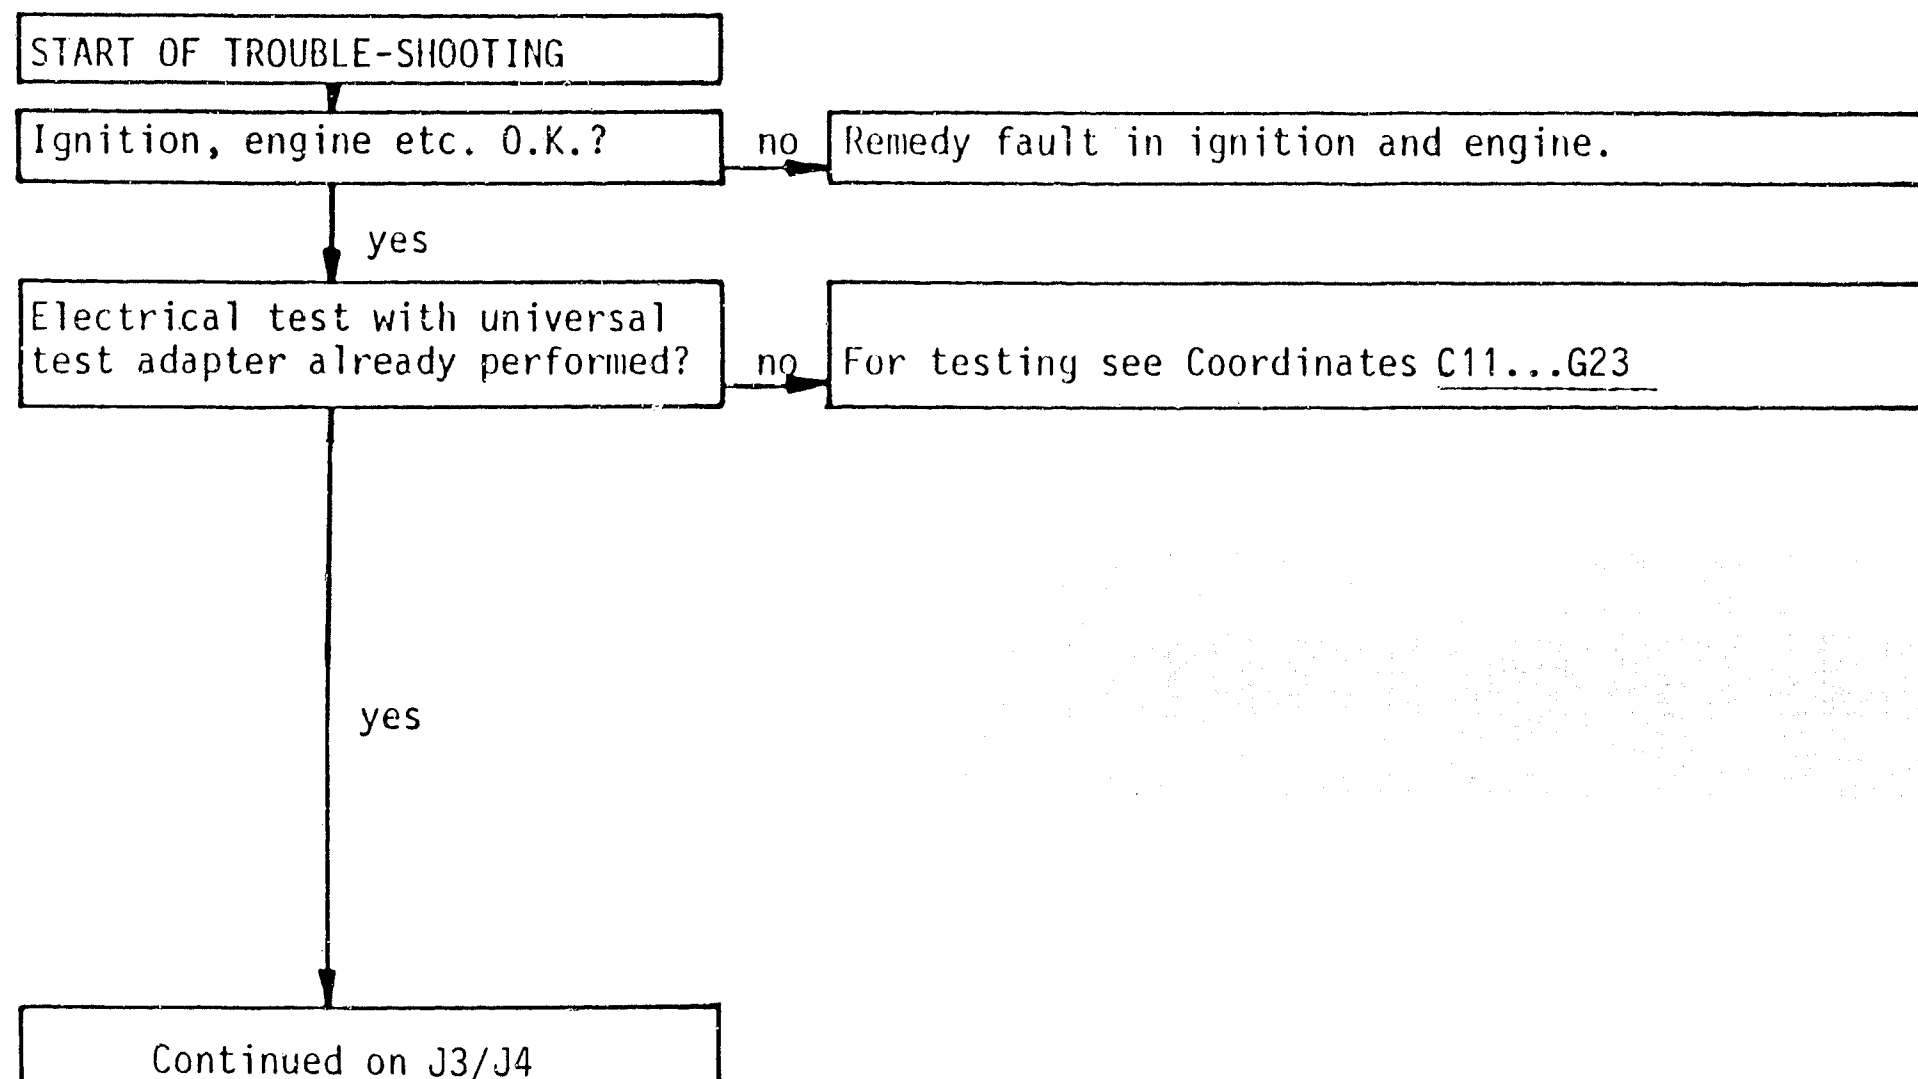 START OF TROUBLE-SHOOTING
Ignition, engine etc. O.K.?
no
Remedy fault in ignition and engine.
yes
Electrical test with universal
test adapter already performed?
no
For testing see Coordinates C11...G23
yes
Continued on J3/J4